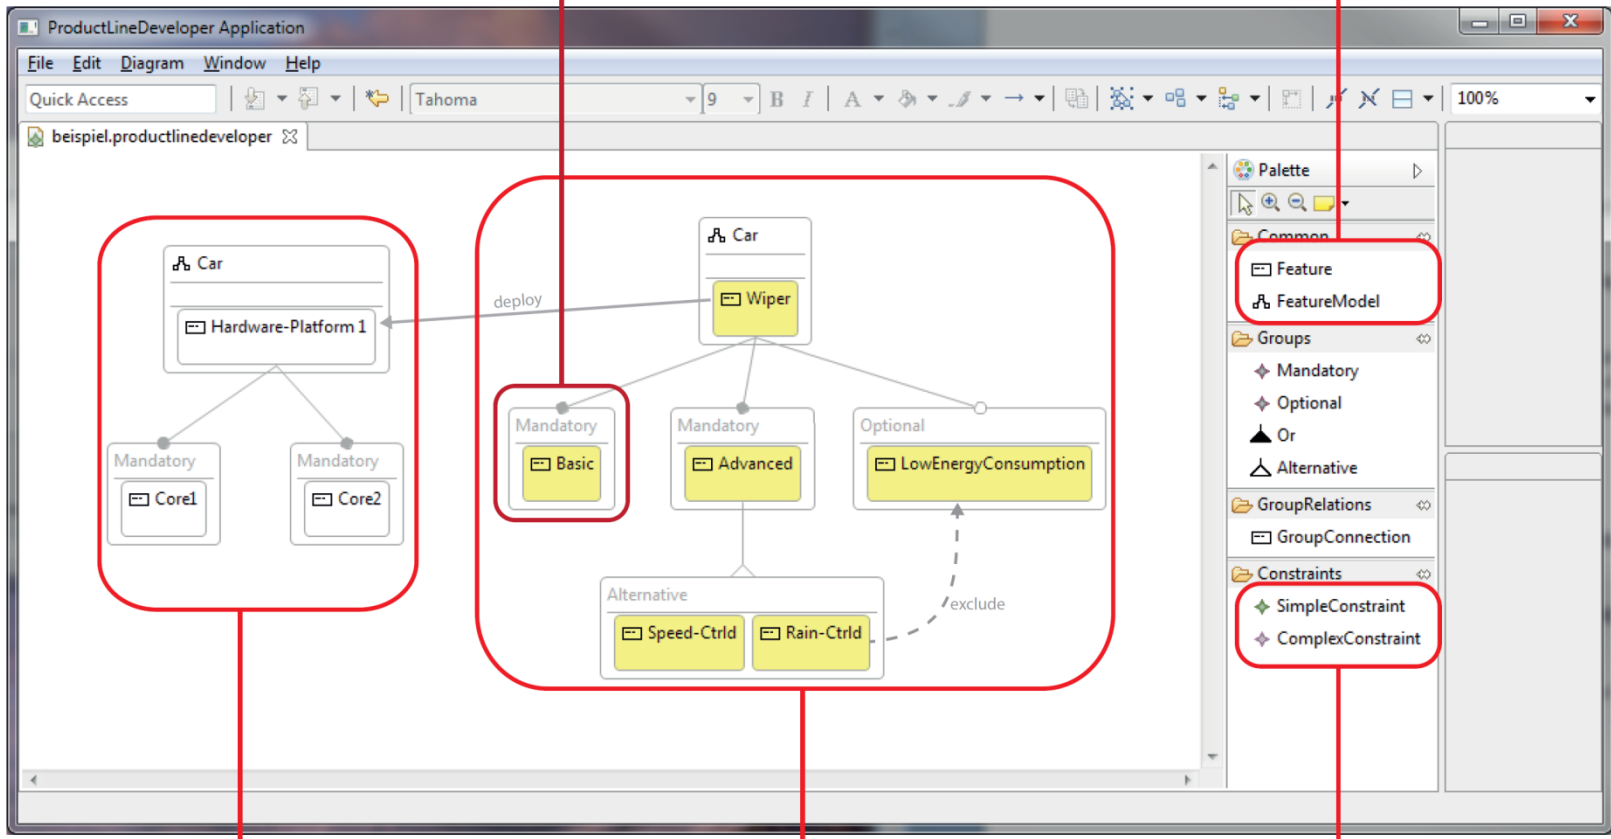 ProductLineDeveloper Application
File Edit Diagram Window Help
Quick Access
Tahoma
9
B I
A
100%
beispiel.productlinedeveloper
Palette
Common
Feature
FeatureModel
Groups
Mandatory
Optional
Or
Alternative
GroupRelations
GroupConnection
Constraints
SimpleConstraint
ComplexConstraint
Car
Hardware-Platform 1
Mandatory
Core1
Mandatory
Core2
deploy
Car
Wiper
Mandatory
Basic
Mandatory
Advanced
Optional
LowEnergyConsumption
Alternative
Speed-Ctrld
Rain-Ctrld
exclude